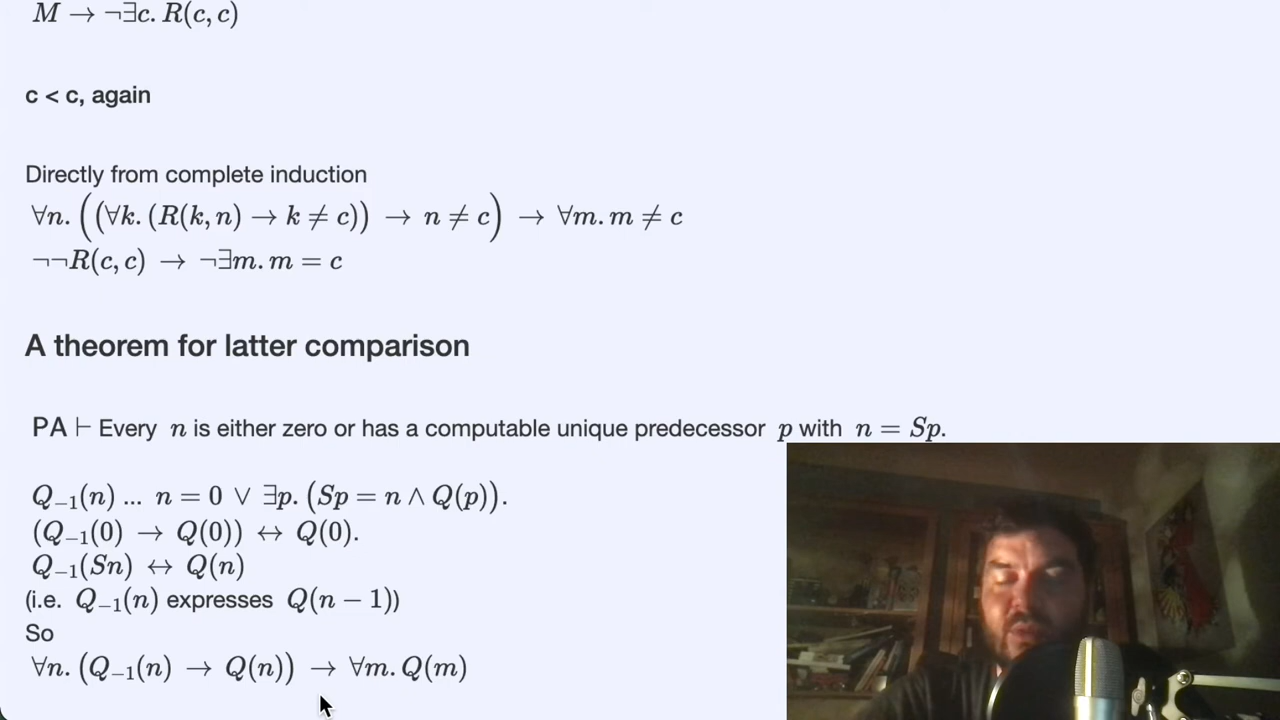 M → ¬∃c. R(c, c)
c < c, again
Directly from complete induction
∀n. ((∀k. (R(k, n) → k ≠ c)) → n ≠ c) → ∀m. m ≠ c
¬¬R(c, c) → ¬∃m. m = c
A theorem for latter comparison
PA ⊢ Every n is either zero or has a computable unique predecessor p with n = Sp.
Q₋₁(n) ... n = 0 ∨ ∃p. (Sp = n ∧ Q(p)).
(Q₋₁(0) → Q(0)) ↔ Q(0).
Q₋₁(Sn) ↔ Q(n)
(i.e. Q₋₁(n) expresses Q(n − 1))
So
∀n. (Q₋₁(n) → Q(n)) → ∀m. Q(m)